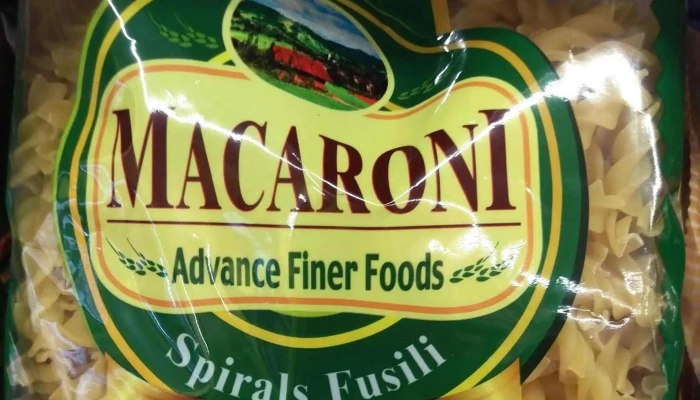 MACARONI
Advance Finer Foods
Spirals Fusili